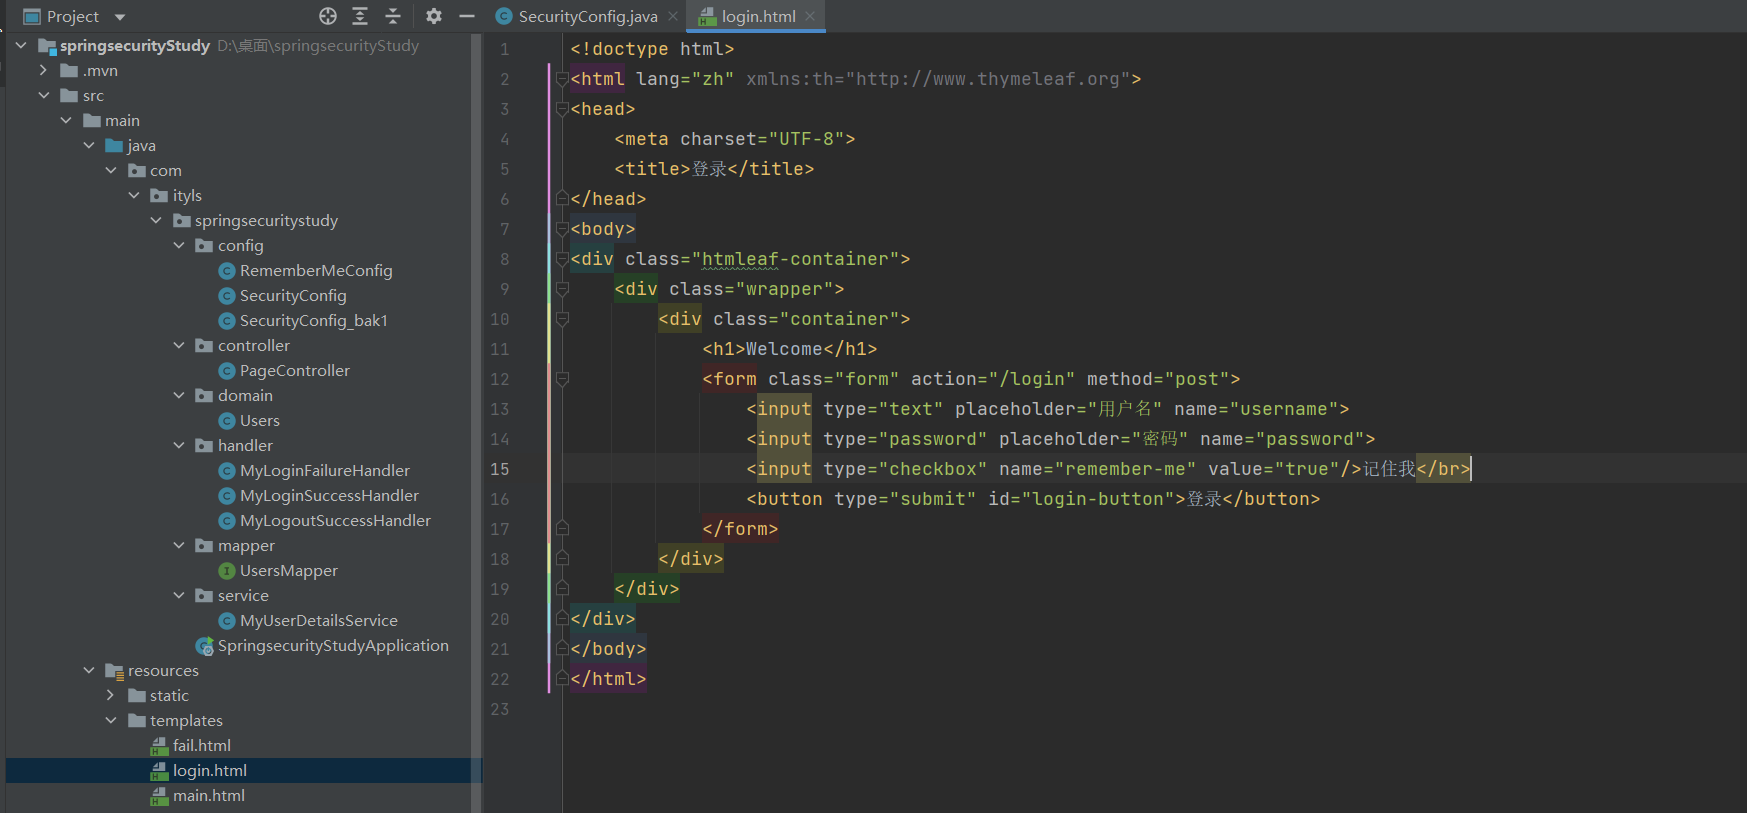 Project
springsecurityStudy D:\桌面\springsecurityStudy
.mvn
src
main
java
com
ityls
springsecuritystudy
config
RememberMeConfig
SecurityConfig
SecurityConfig_bak1
controller
PageController
domain
Users
handler
MyLoginFailureHandler
MyLoginSuccessHandler
MyLogoutSuccessHandler
mapper
UsersMapper
service
MyUserDetailsService
SpringsecurityStudyApplication
resources
static
templates
fail.html
login.html
main.html
SecurityConfig.java login.html
1 <!doctype html>
2 <html lang="zh" xmlns:th="http://www.thymeleaf.org">
3 <head>
4 <meta charset="UTF-8">
5 <title>登录</title>
6 </head>
7 <body>
8 <div class="htmleaf-container">
9 <div class="wrapper">
10 <div class="container">
11 <h1>Welcome</h1>
12 <form class="form" action="/login" method="post">
13 <input type="text" placeholder="用户名" name="username">
14 <input type="password" placeholder="密码" name="password">
15 <input type="checkbox" name="remember-me" value="true"/>记住我</br>
16 <button type="submit" id="login-button">登录</button>
17 </form>
18 </div>
19 </div>
20 </div>
21 </body>
22 </html>
23